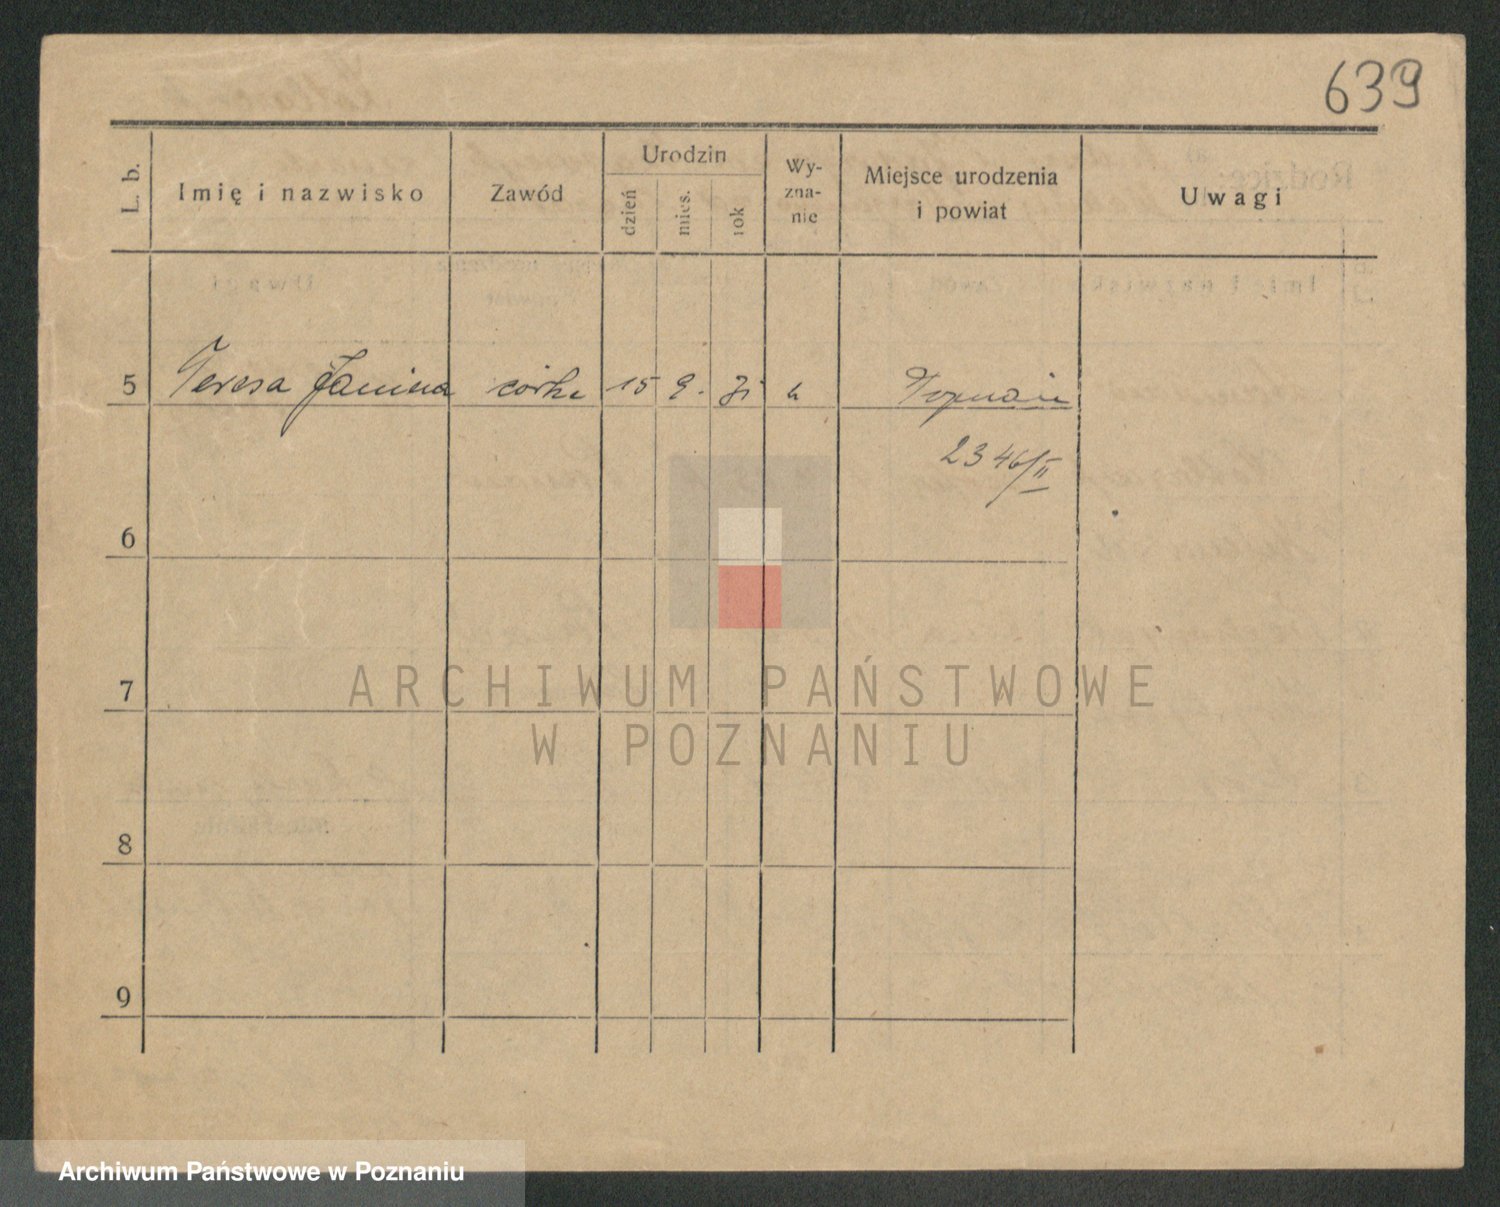 639
L. b.
Imię i nazwisko
Zawód
Urodzin
dzień
mies.
rok
Wy-
zna-
nie
Miejsce urodzenia
i powiat
Uwagi
5 Teresa Janina córka 15 9. 31 k Poznań
2346/II
6
7
8
9
ARCHIWUM PAŃSTWOWE
W POZNANIU
Archiwum Państwowe w Poznaniu